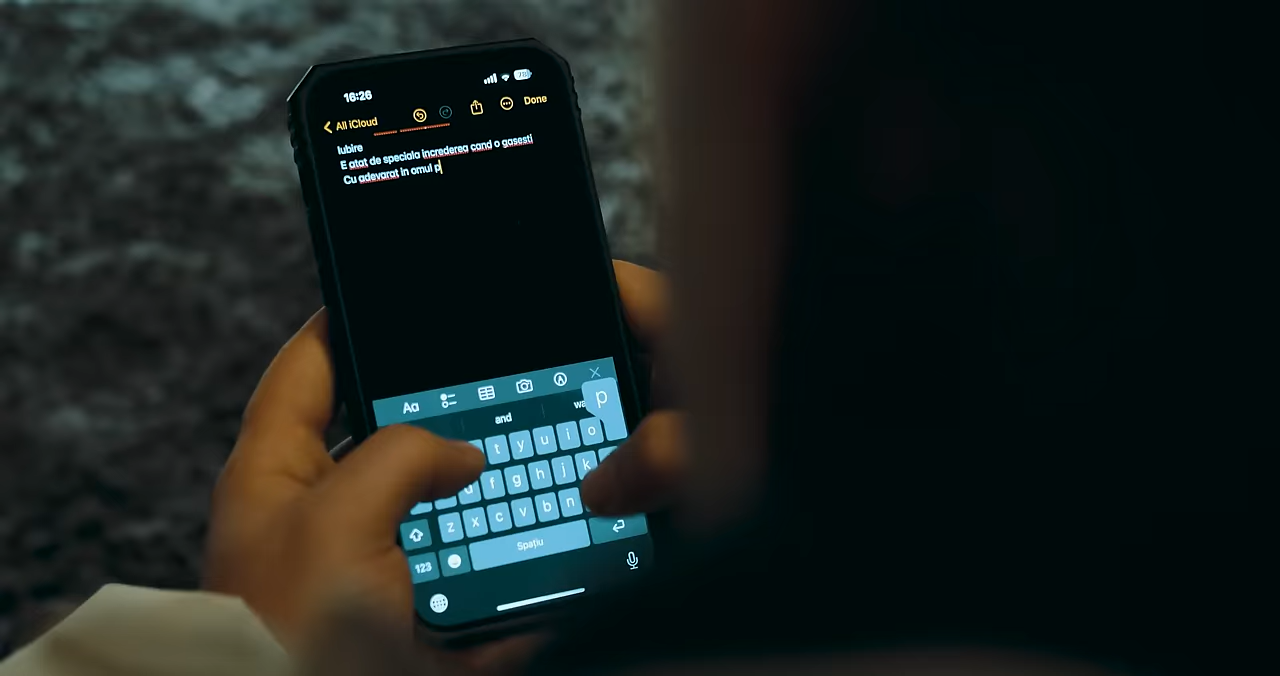 16:26
All iCloud
Done
Iubire
E atat de speciala increderea cand o gasesti
Cu adevarat in omul p
Aa
and
p
t y u i o
f g h j k
z x c v b n
123
Spațiu